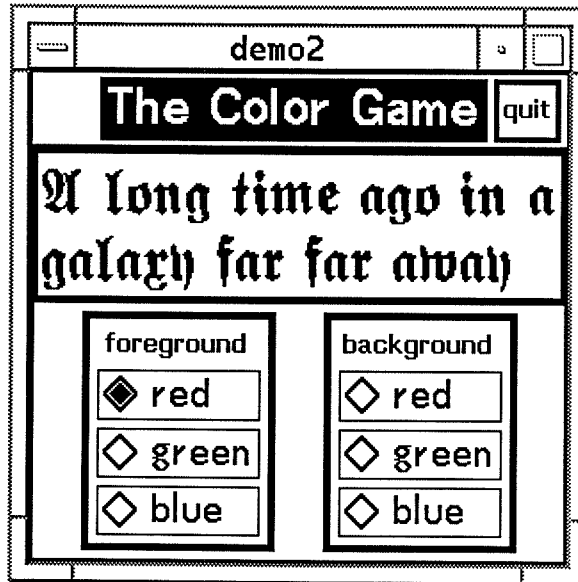 demo2
The Color Game
quit
A long time ago in a
galaxy far far away
foreground
red
green
blue
background
red
green
blue